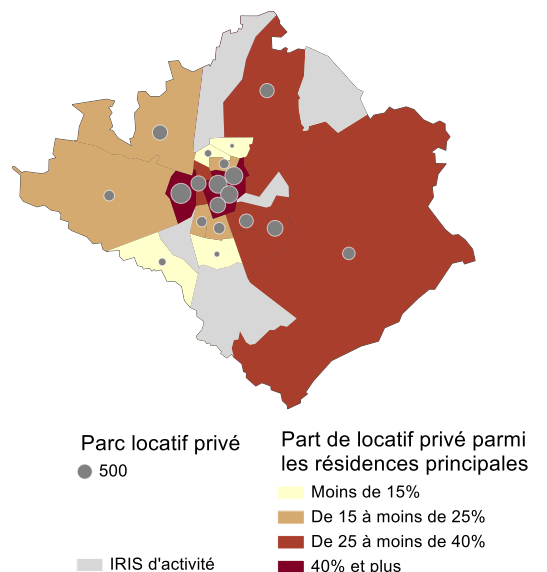 Parc locatif privé
500
IRIS d'activité
Part de locatif privé parmi
les résidences principales
Moins de 15%
De 15 à moins de 25%
De 25 à moins de 40%
40% et plus